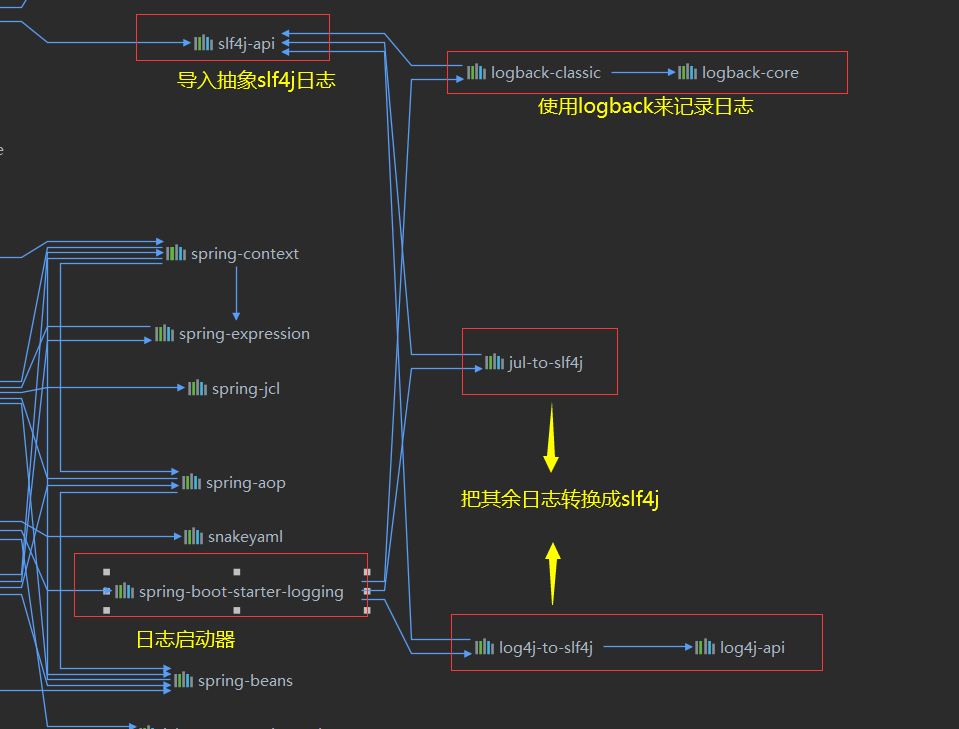 slf4j-api
导入抽象slf4j日志
logback-classic
logback-core
使用logback来记录日志
e
spring-context
spring-expression
jul-to-slf4j
spring-jcl
spring-aop
把其余日志转换成slf4j
snakeyaml
spring-boot-starter-logging
日志启动器
log4j-to-slf4j
log4j-api
spring-beans